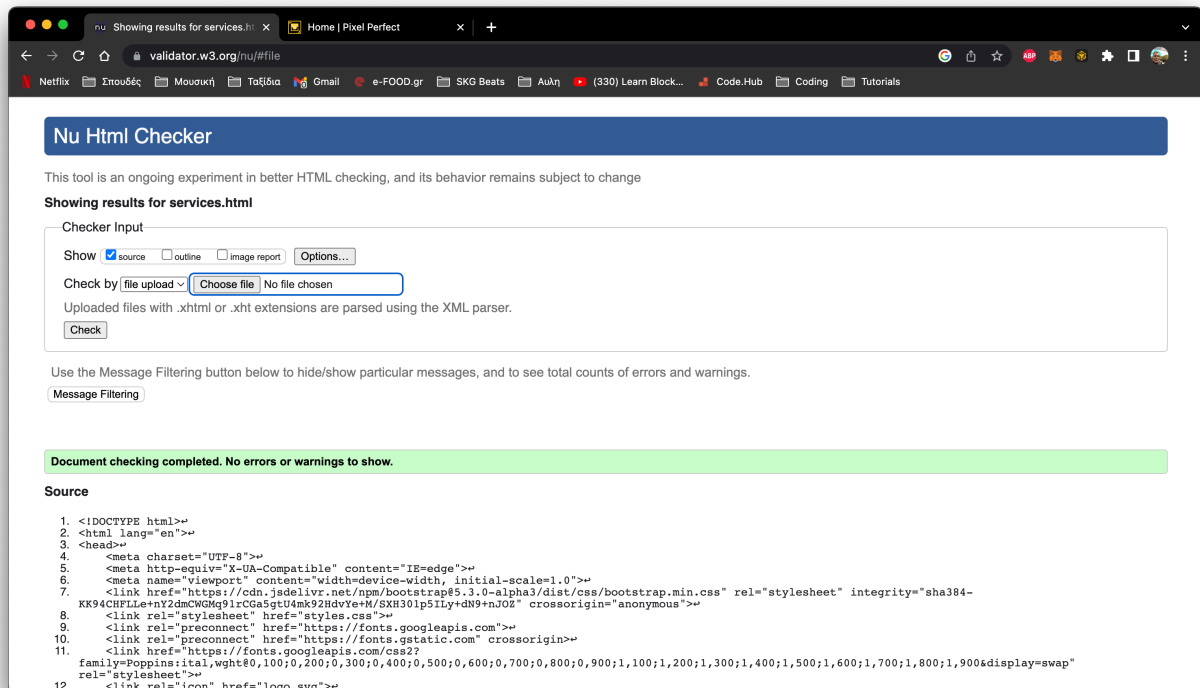 nu Showing results for services.ht
Home | Pixel Perfect
validator.w3.org/nu/#file
ABP
Netflix Σπουδές Μουσική Ταξίδια Gmail e-FOOD.gr SKG Beats Αυλη (330) Learn Block... Code.Hub Coding Tutorials
Nu Html Checker
This tool is an ongoing experiment in better HTML checking, and its behavior remains subject to change
Showing results for services.html
Checker Input
Show source outline image report Options...
Check by file upload Choose file No file chosen
Uploaded files with .xhtml or .xht extensions are parsed using the XML parser.
Check
Use the Message Filtering button below to hide/show particular messages, and to see total counts of errors and warnings.
Message Filtering
Document checking completed. No errors or warnings to show.
Source
1. <!DOCTYPE html>↩
2. <html lang="en">↩
3. <head>↩
4. <meta charset="UTF-8">↩
5. <meta http-equiv="X-UA-Compatible" content="IE=edge">↩
6. <meta name="viewport" content="width=device-width, initial-scale=1.0">↩
7. <link href="https://cdn.jsdelivr.net/npm/bootstrap@5.3.0-alpha3/dist/css/bootstrap.min.css" rel="stylesheet" integrity="sha384-
KK94CHFLLe+nY2dmCWGMq91rCGa5gtU4mk92HdvYe+M/SXH301p5ILy+dN9+nJOZ" crossorigin="anonymous">↩
8. <link rel="stylesheet" href="styles.css">↩
9. <link rel="preconnect" href="https://fonts.googleapis.com">↩
10. <link rel="preconnect" href="https://fonts.gstatic.com" crossorigin>↩
11. <link href="https://fonts.googleapis.com/css2?
family=Poppins:ital,wght@0,100;0,200;0,300;0,400;0,500;0,600;0,700;0,800;0,900;1,100;1,200;1,300;1,400;1,500;1,600;1,700;1,800;1,900&display=swap"
rel="stylesheet">↩
12. <link rel="icon" href="logo.svg">↩